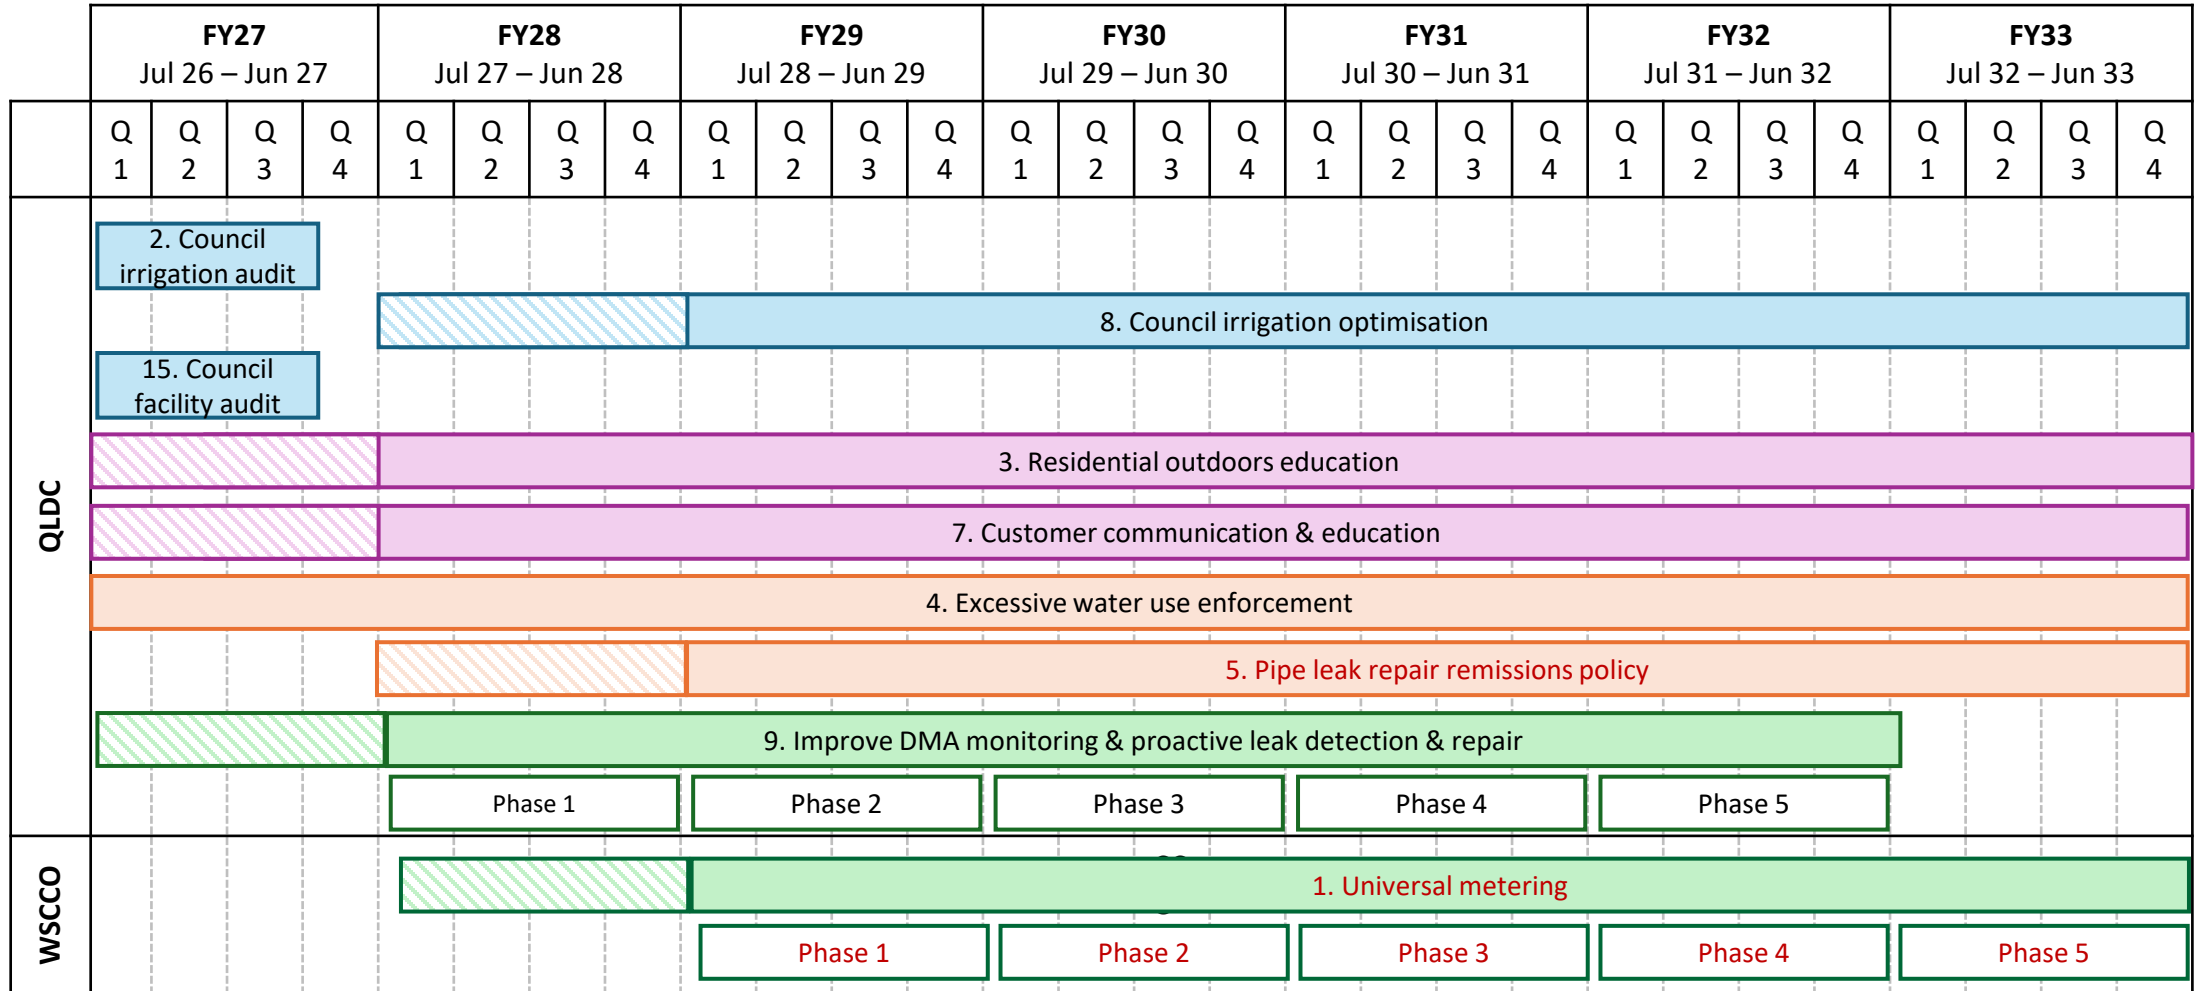 FY27
Jul 26 – Jun 27
FY28
Jul 27 – Jun 28
FY29
Jul 28 – Jun 29
FY30
Jul 29 – Jun 30
FY31
Jul 30 – Jun 31
FY32
Jul 31 – Jun 32
FY33
Jul 32 – Jun 33
Q Q Q Q Q Q Q Q Q Q Q Q Q Q Q Q Q Q Q Q Q Q Q Q Q Q Q Q
1 2 3 4 1 2 3 4 1 2 3 4 1 2 3 4 1 2 3 4 1 2 3 4 1 2 3 4
QLDC
2. Council
irrigation audit
8. Council irrigation optimisation
15. Council
facility audit
3. Residential outdoors education
7. Customer communication & education
4. Excessive water use enforcement
5. Pipe leak repair remissions policy
9. Improve DMA monitoring & proactive leak detection & repair
Phase 1 Phase 2 Phase 3 Phase 4 Phase 5
WSCCO
1. Universal metering
Phase 1 Phase 2 Phase 3 Phase 4 Phase 5